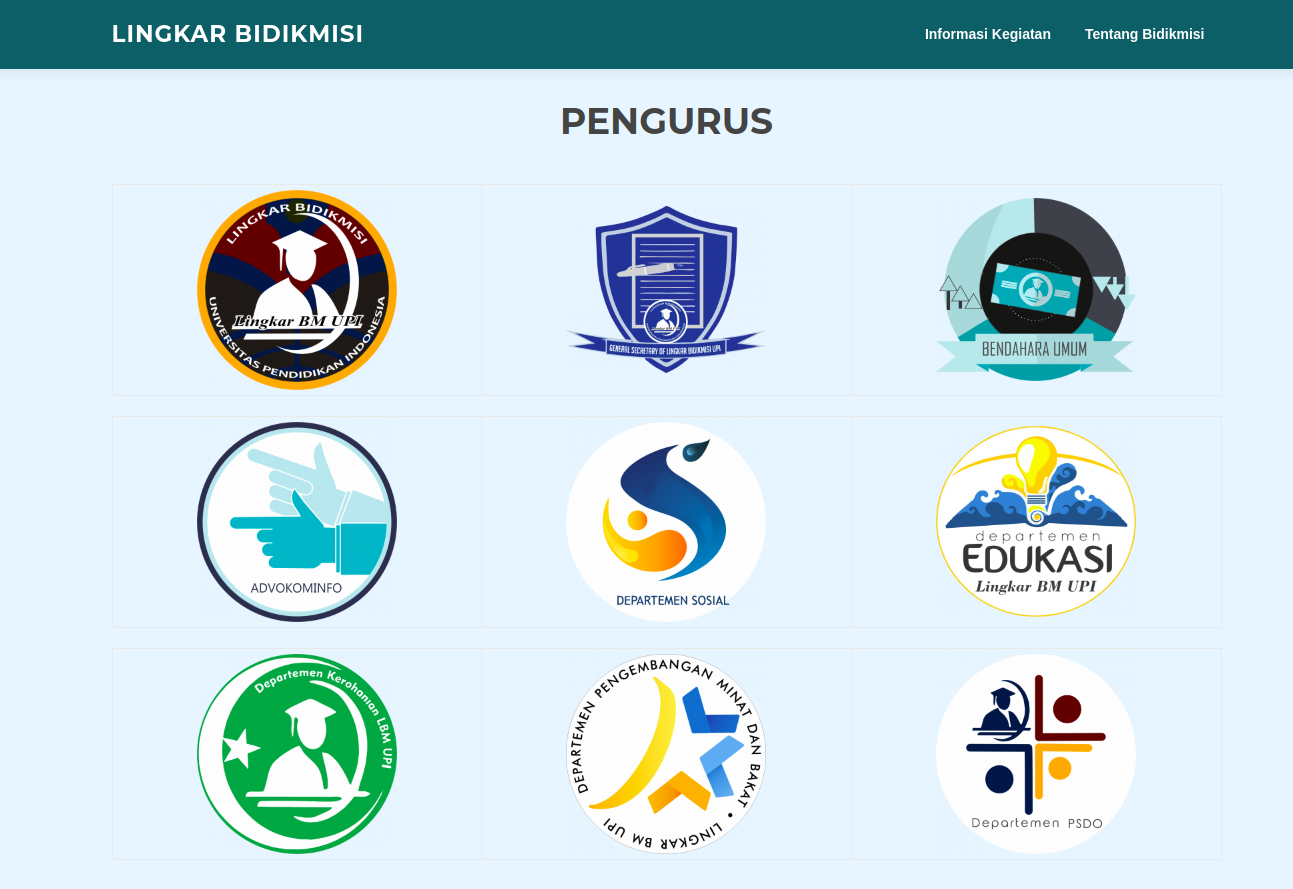 LINGKAR BIDIKMISI
Informasi Kegiatan
Tentang Bidikmisi
PENGURUS
LINGKAR BIDIKMISI
Lingkar BM UPI
UNIVERSITAS PENDIDIKAN INDONESIA
GENERAL SECRETARY OF LINGKAR BIDIKMISI UPI
BENDAHARA UMUM
ADVOKOMINFO
DEPARTEMEN SOSIAL
departemen
EDUKASI
Lingkar BM UPI
Departemen Kerohanian LBM UPI
DEPARTEMEN PENGEMBANGAN MINAT DAN BAKAT • LINGKAR BM UPI
Departemen PSDO